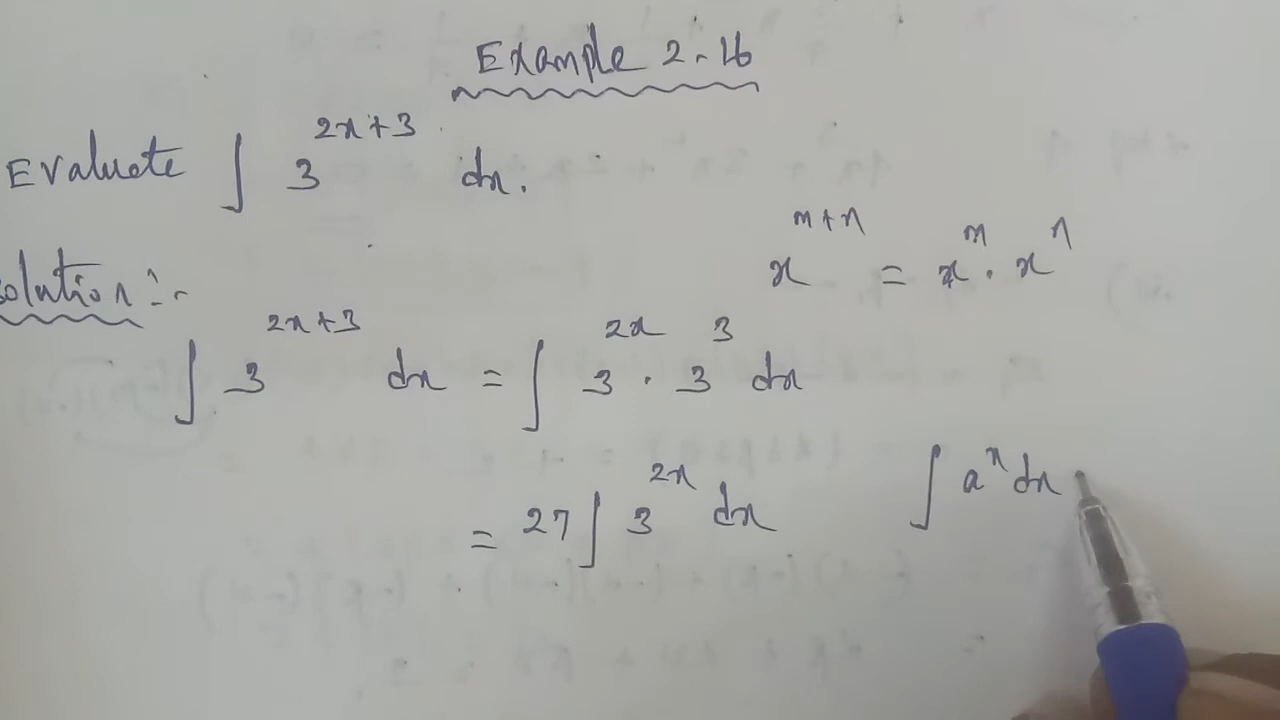 Example 2.16
Evaluate ∫ 3^{2x+3} dx.
x^{m+n} = x^m . x^n
Solution:-
∫ 3^{2x+3} dx = ∫ 3^{2x} . 3^3 dx
= 27 ∫ 3^{2x} dx
∫ a^x dx